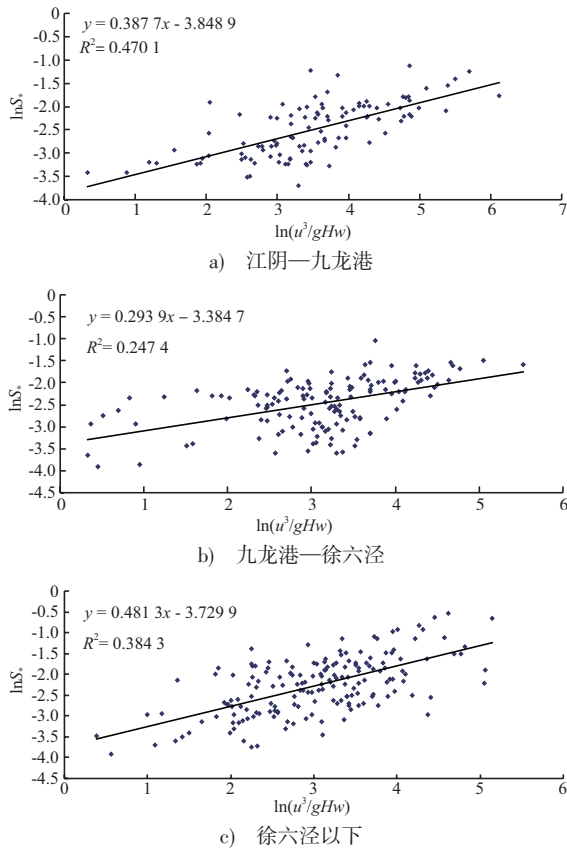 y = 0.387 7x - 3.848 9
R² = 0.470 1
0
-0.5
-1.0
-1.5
-2.0
-2.5
-3.0
-3.5
-4.0
lnS*
0 1 2 3 4 5 6 7
ln(u³/gHw)
a) 江阴—九龙港
y = 0.293 9x − 3.384 7
R² = 0.247 4
0
-0.5
-1.0
-1.5
-2.0
-2.5
-3.0
-3.5
-4.0
-4.5
lnS*
0 1 2 3 4 5 6
ln(u³/gHw)
b) 九龙港—徐六泾
y = 0.481 3x - 3.729 9
R² = 0.384 3
0
-0.5
-1.0
-1.5
-2.0
-2.5
-3.0
-3.5
-4.0
-4.5
lnS*
0 1 2 3 4 5 6
ln(u³/gHw)
c) 徐六泾以下